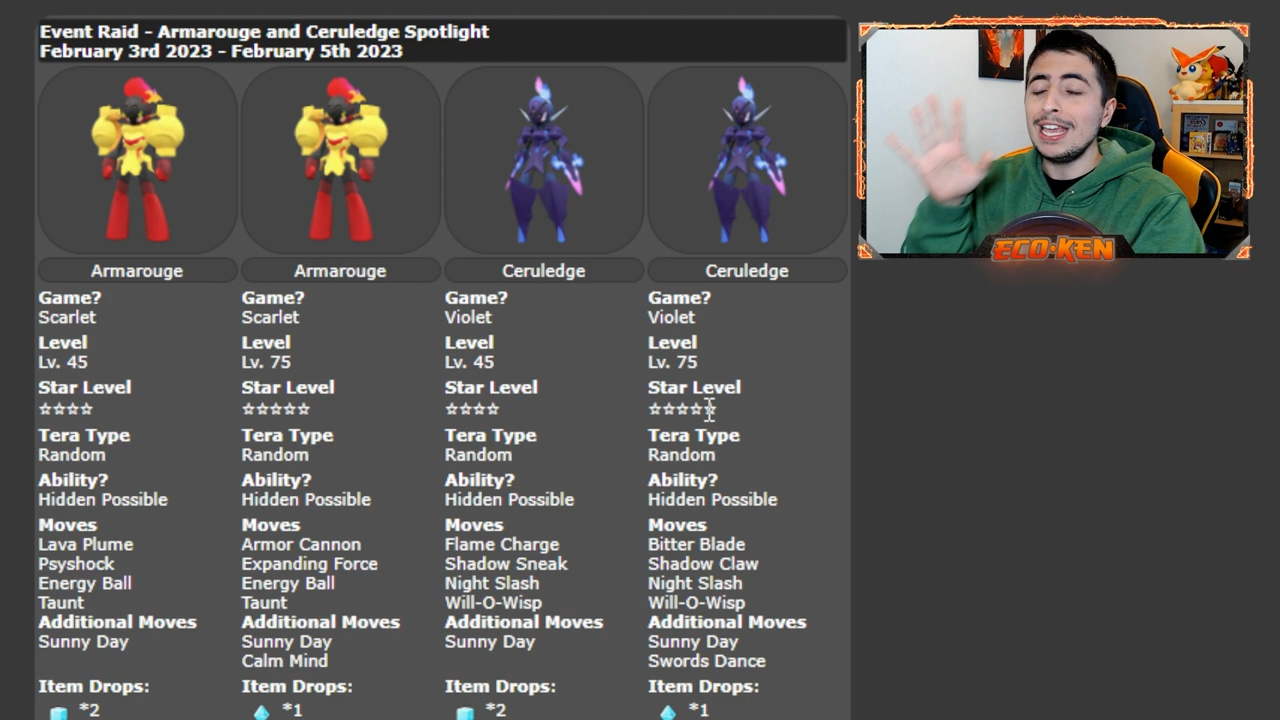 Event Raid - Armarouge and Ceruledge Spotlight
February 3rd 2023 - February 5th 2023
Armarouge
Armarouge
Ceruledge
Ceruledge
Game?
Scarlet
Level
Lv. 45
Star Level
☆☆☆☆
Tera Type
Random
Ability?
Hidden Possible
Moves
Lava Plume
Psyshock
Energy Ball
Taunt
Additional Moves
Sunny Day
Item Drops:
*2
Game?
Scarlet
Level
Lv. 75
Star Level
☆☆☆☆☆
Tera Type
Random
Ability?
Hidden Possible
Moves
Armor Cannon
Expanding Force
Energy Ball
Taunt
Additional Moves
Sunny Day
Calm Mind
Item Drops:
*1
Game?
Violet
Level
Lv. 45
Star Level
☆☆☆☆
Tera Type
Random
Ability?
Hidden Possible
Moves
Flame Charge
Shadow Sneak
Night Slash
Will-O-Wisp
Additional Moves
Sunny Day
Item Drops:
*2
Game?
Violet
Level
Lv. 75
Star Level
☆☆☆☆☆
Tera Type
Random
Ability?
Hidden Possible
Moves
Bitter Blade
Shadow Claw
Night Slash
Will-O-Wisp
Additional Moves
Sunny Day
Swords Dance
Item Drops:
*1
ECO·KEN